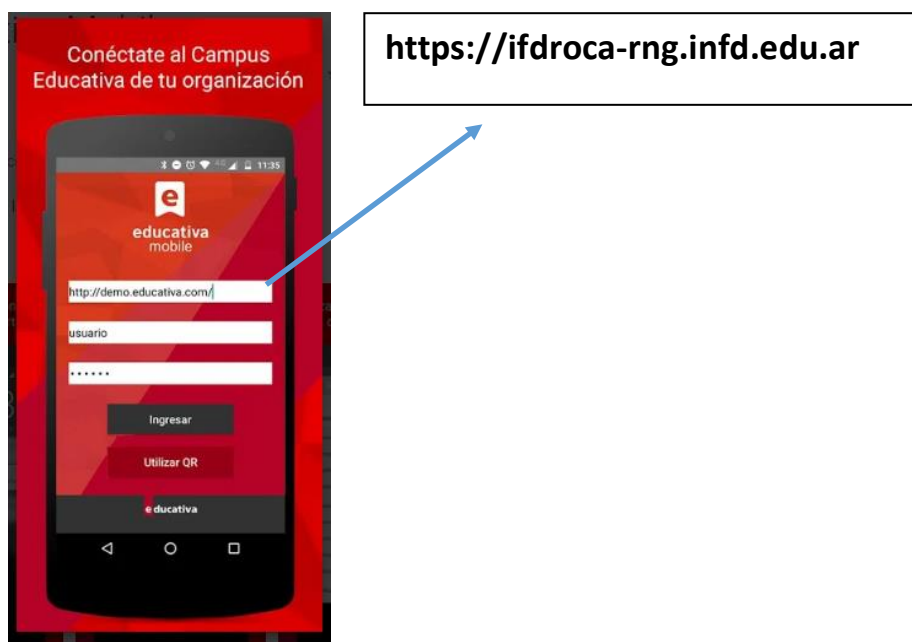 Conéctate al Campus
Educativa de tu organización
https://ifdroca-rng.infd.edu.ar
4G 11:35
e
educativa
mobile
http://demo.educativa.com/
usuario
••••••
Ingresar
Utilizar QR
educativa